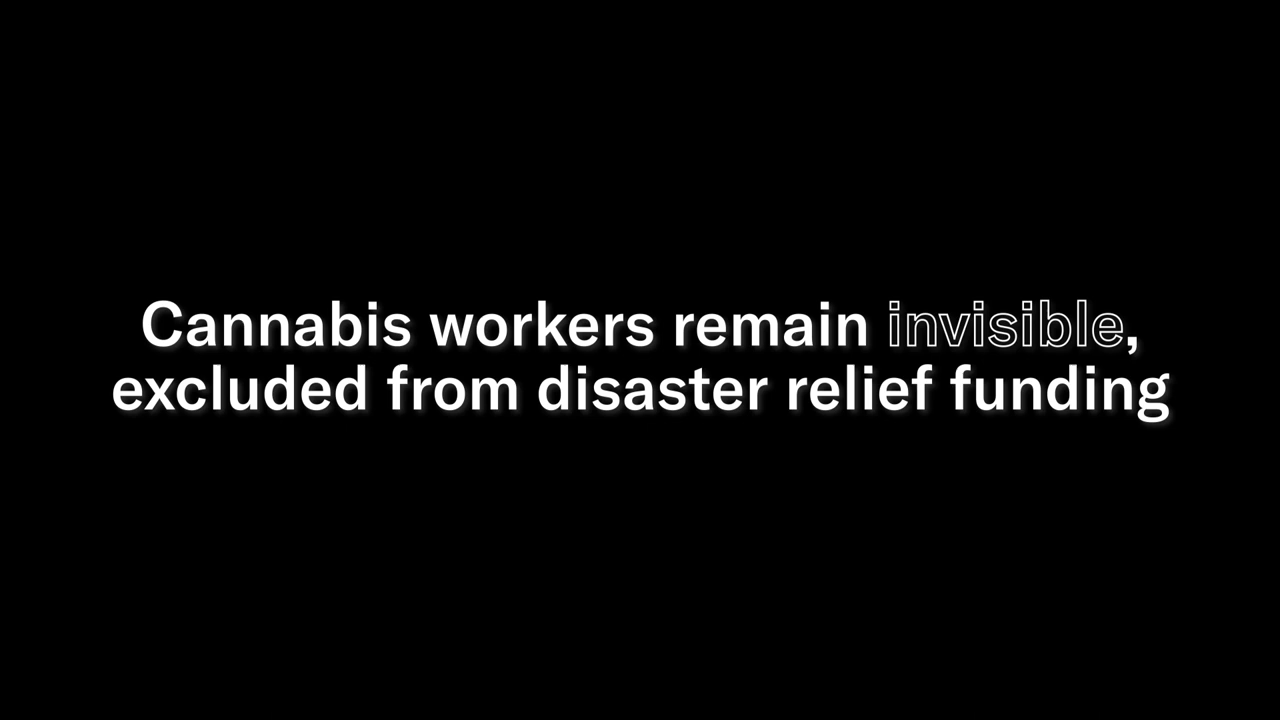 Cannabis workers remain invisible,
excluded from disaster relief funding